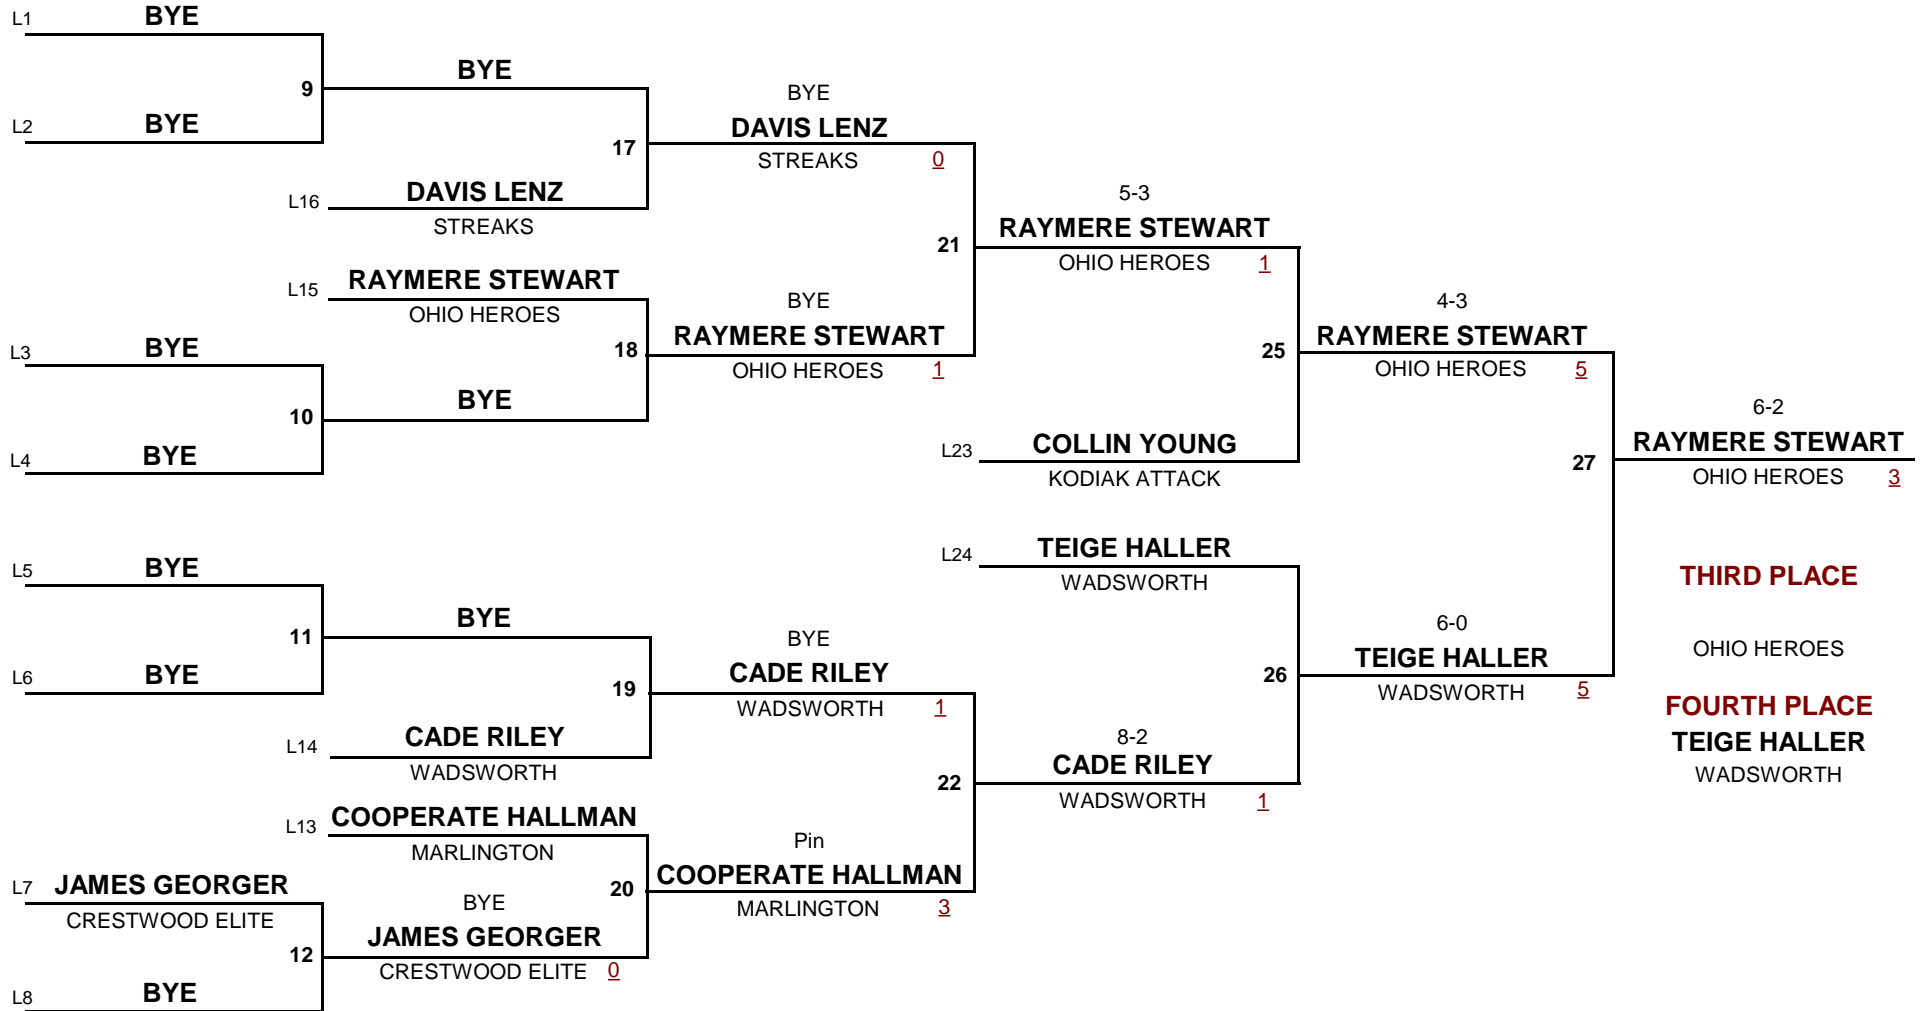 L1 BYE
9
L2 BYE
BYE
17
L16 DAVIS LENZ
STREAKS
BYE
DAVIS LENZ
STREAKS 0
L15 RAYMERE STEWART
OHIO HEROES
L3 BYE
10
L4 BYE
BYE
18
BYE
RAYMERE STEWART
OHIO HEROES 1
21
5-3
RAYMERE STEWART
OHIO HEROES 1
25
L23 COLLIN YOUNG
KODIAK ATTACK
4-3
RAYMERE STEWART
OHIO HEROES 5
27
6-2
RAYMERE STEWART
OHIO HEROES 3
L5 BYE
11
L6 BYE
BYE
19
L14 CADE RILEY
WADSWORTH
BYE
CADE RILEY
WADSWORTH 1
L13 COOPERATE HALLMAN
MARLINGTON
L7 JAMES GEORGER
CRESTWOOD ELITE
12
L8 BYE
BYE
JAMES GEORGER
CRESTWOOD ELITE 0
20
Pin
COOPERATE HALLMAN
MARLINGTON 3
22
8-2
CADE RILEY
WADSWORTH 1
L24 TEIGE HALLER
WADSWORTH
26
6-0
TEIGE HALLER
WADSWORTH 5
THIRD PLACE
OHIO HEROES
FOURTH PLACE
TEIGE HALLER
WADSWORTH